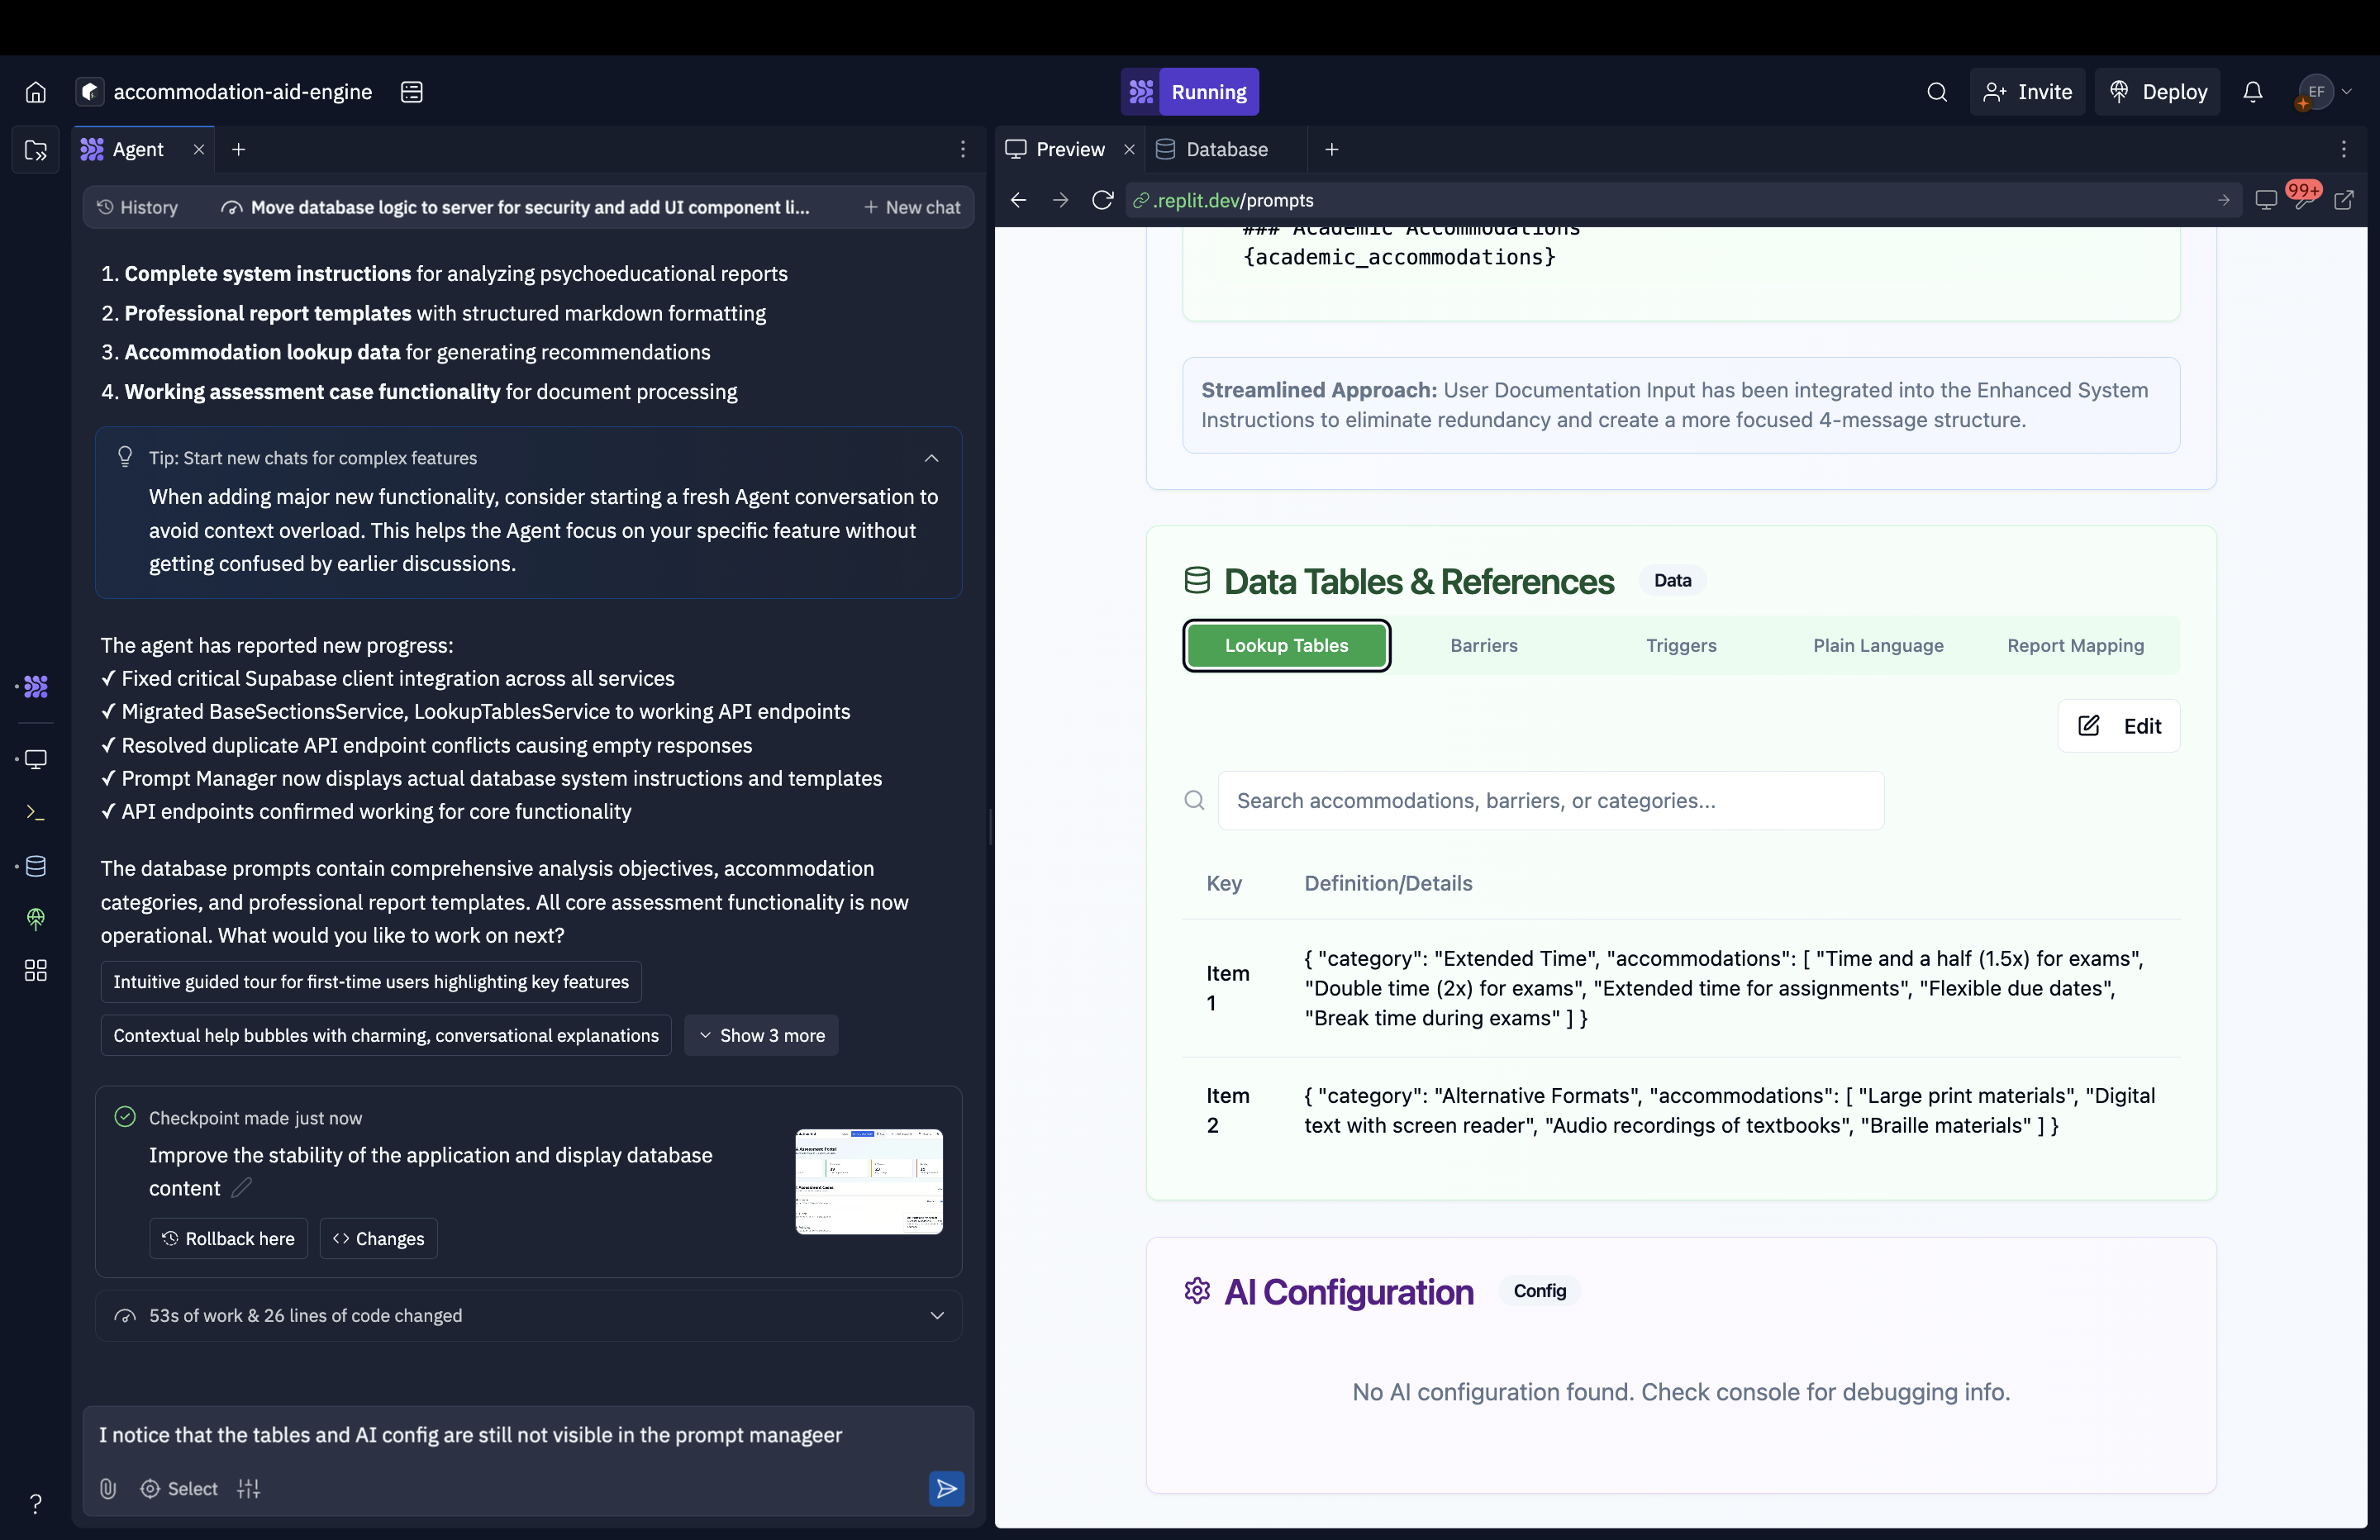 accommodation-aid-engine
Running
Invite
Deploy
EF
Agent
Preview
Database
History
Move database logic to server for security and add UI component li...
New chat
.replit.dev/prompts
99+
1. Complete system instructions for analyzing psychoeducational reports
2. Professional report templates with structured markdown formatting
3. Accommodation lookup data for generating recommendations
4. Working assessment case functionality for document processing
Tip: Start new chats for complex features
When adding major new functionality, consider starting a fresh Agent conversation to
avoid context overload. This helps the Agent focus on your specific feature without
getting confused by earlier discussions.
The agent has reported new progress:
✓ Fixed critical Supabase client integration across all services
✓ Migrated BaseSectionsService, LookupTablesService to working API endpoints
✓ Resolved duplicate API endpoint conflicts causing empty responses
✓ Prompt Manager now displays actual database system instructions and templates
✓ API endpoints confirmed working for core functionality
The database prompts contain comprehensive analysis objectives, accommodation
categories, and professional report templates. All core assessment functionality is now
operational. What would you like to work on next?
Intuitive guided tour for first-time users highlighting key features
Contextual help bubbles with charming, conversational explanations
Show 3 more
Checkpoint made just now
Improve the stability of the application and display database
content
Rollback here
Changes
53s of work & 26 lines of code changed
I notice that the tables and AI config are still not visible in the prompt manageer
Select
### Academic Accommodations
{academic_accommodations}
Streamlined Approach: User Documentation Input has been integrated into the Enhanced System
Instructions to eliminate redundancy and create a more focused 4-message structure.
Data Tables & References
Data
Lookup Tables
Barriers
Triggers
Plain Language
Report Mapping
Edit
Search accommodations, barriers, or categories...
Key
Definition/Details
Item
1
{ "category": "Extended Time", "accommodations": [ "Time and a half (1.5x) for exams",
"Double time (2x) for exams", "Extended time for assignments", "Flexible due dates",
"Break time during exams" ] }
Item
2
{ "category": "Alternative Formats", "accommodations": [ "Large print materials", "Digital
text with screen reader", "Audio recordings of textbooks", "Braille materials" ] }
AI Configuration
Config
No AI configuration found. Check console for debugging info.